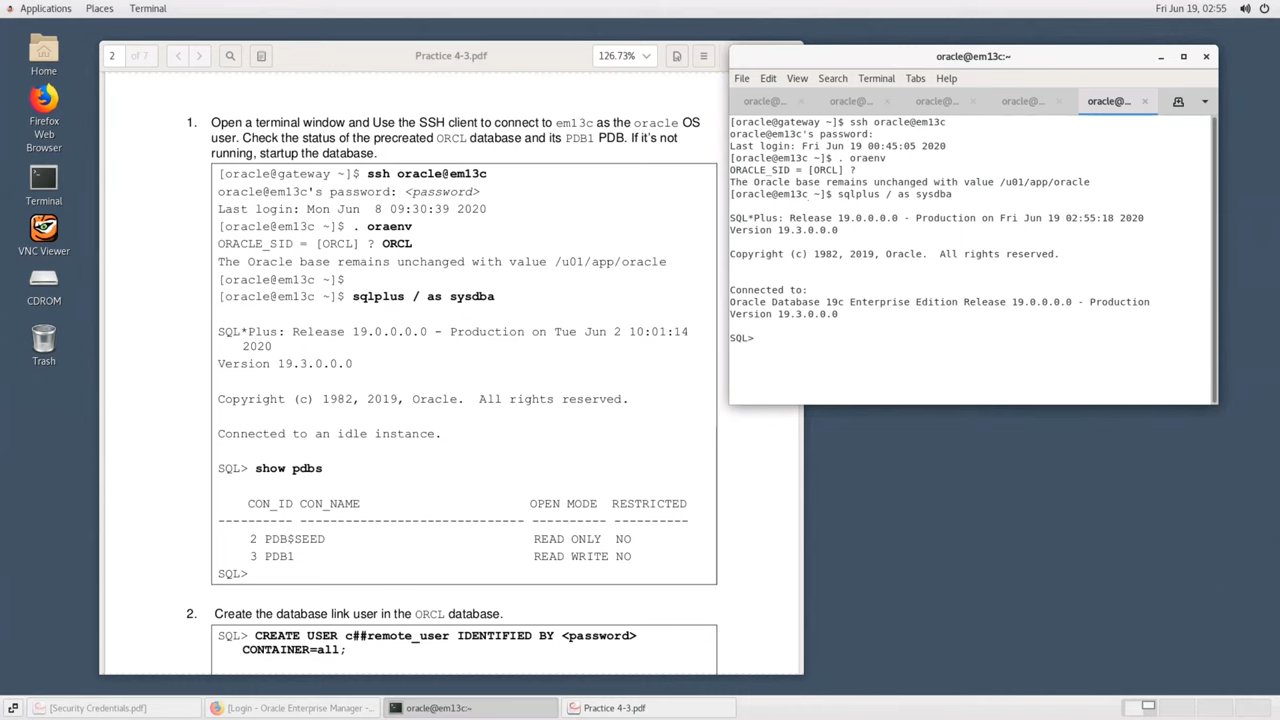 Applications Places Terminal Fri Jun 19, 02:55
Home
Firefox
Web
Browser
Terminal
VNC Viewer
CDROM
Trash
2 of 7 Practice 4-3.pdf 126.73%
1. Open a terminal window and Use the SSH client to connect to em13c as the oracle OS
user. Check the status of the precreated ORCL database and its PDB1 PDB. If it's not
running, startup the database.
[oracle@gateway ~]$ ssh oracle@em13c
oracle@em13c's password: <password>
Last login: Mon Jun  8 09:30:39 2020
[oracle@em13c ~]$ . oraenv
ORACLE_SID = [ORCL] ? ORCL
The Oracle base remains unchanged with value /u01/app/oracle
[oracle@em13c ~]$
[oracle@em13c ~]$ sqlplus / as sysdba
SQL*Plus: Release 19.0.0.0.0 - Production on Tue Jun 2 10:01:14
2020
Version 19.3.0.0.0
Copyright (c) 1982, 2019, Oracle.  All rights reserved.
Connected to an idle instance.
SQL> show pdbs
CON_ID CON_NAME OPEN MODE RESTRICTED
---------- ------------------------------ ---------- ----------
2 PDB$SEED READ ONLY NO
3 PDB1 READ WRITE NO
SQL>
2. Create the database link user in the ORCL database.
SQL> CREATE USER c##remote_user IDENTIFIED BY <password>
CONTAINER=all;
oracle@em13c:~
File Edit View Search Terminal Tabs Help
oracle@... oracle@... oracle@... oracle@... oracle@...
[oracle@gateway ~]$ ssh oracle@em13c
oracle@em13c's password:
Last login: Fri Jun 19 00:45:05 2020
[oracle@em13c ~]$ . oraenv
ORACLE_SID = [ORCL] ?
The Oracle base remains unchanged with value /u01/app/oracle
[oracle@em13c ~]$ sqlplus / as sysdba
SQL*Plus: Release 19.0.0.0.0 - Production on Fri Jun 19 02:55:18 2020
Version 19.3.0.0.0
Copyright (c) 1982, 2019, Oracle.  All rights reserved.
Connected to:
Oracle Database 19c Enterprise Edition Release 19.0.0.0.0 - Production
Version 19.3.0.0.0
SQL>
[Security Credentials.pdf] [Login - Oracle Enterprise Manager -... oracle@em13c:~ Practice 4-3.pdf